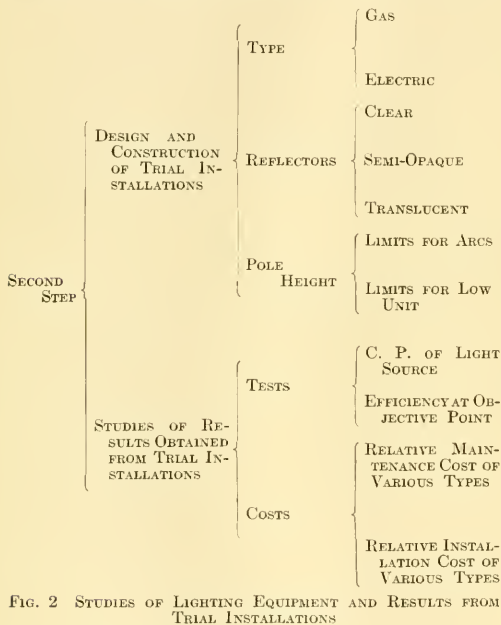 Second
Step
Design and
Construction
of Trial In-
stallations
Type
Gas
Electric
Reflectors
Clear
Semi-Opaque
Translucent
Pole
Height
Limits for Arcs
Limits for Low
Unit
Studies of Re-
sults Obtained
from Trial In-
stallations
Tests
C. P. of Light
Source
Efficiency at Ob-
jective Point
Costs
Relative Main-
tenance Cost of
Various Types
Relative Instal-
lation Cost of
Various Types
Fig. 2 Studies of Lighting Equipment and Results from
Trial Installations